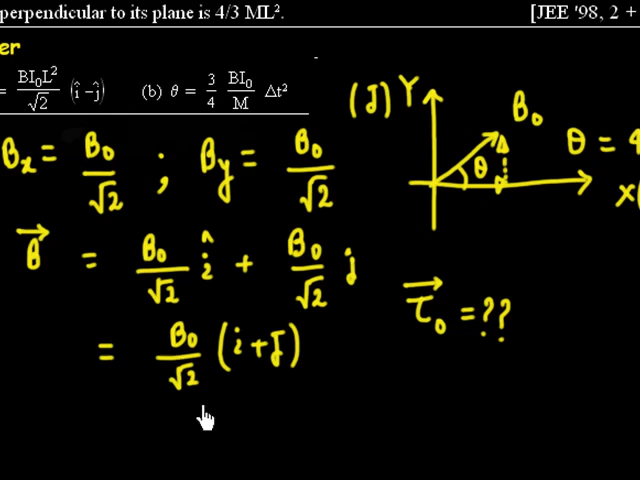 perpendicular to its plane is 4/3 ML². [JEE '98, 2 +
er
= BI₀L²/√2 (î - ĵ) (b) θ = 3/4 BI₀/M Δt²
(J) Y B₀
Bₓ = B₀/√2 ; Bᵧ = B₀/√2 θ θ = 4
X(
B⃗ = B₀/√2 î + B₀/√2 j
τ⃗₀ = ??
= B₀/√2 (i + J)